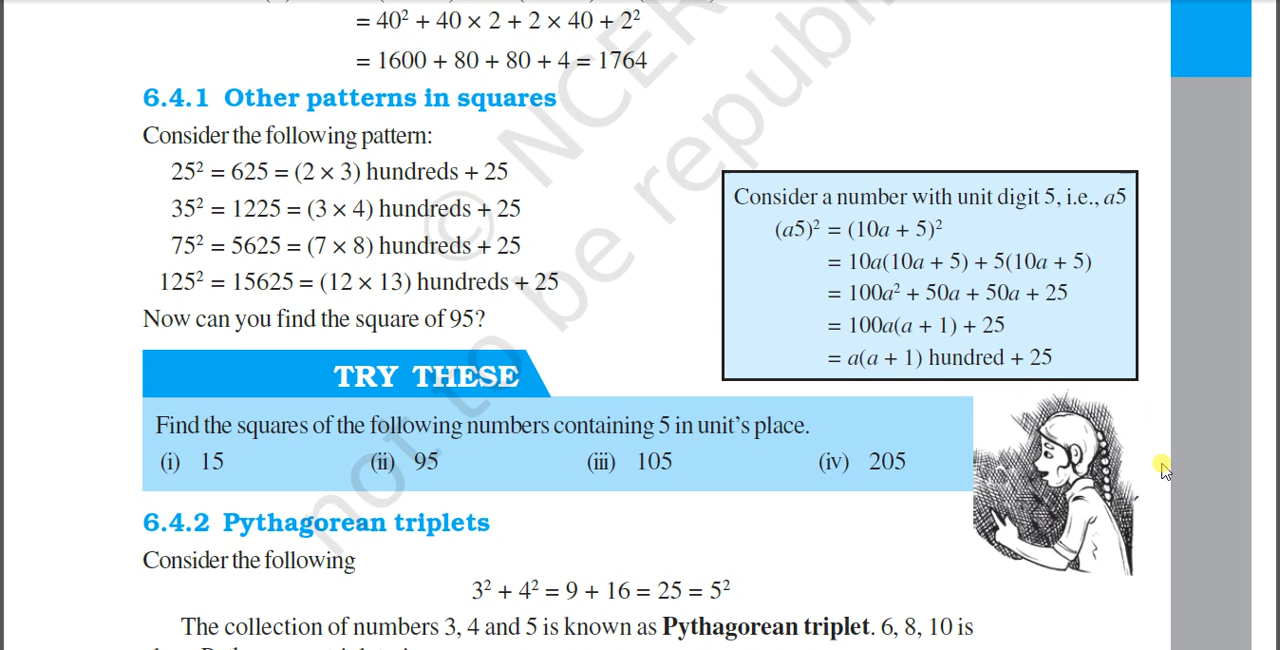 = 40² + 40 × 2 + 2 × 40 + 2²
= 1600 + 80 + 80 + 4 = 1764
6.4.1 Other patterns in squares
Consider the following pattern:
25² = 625 = (2 × 3) hundreds + 25
35² = 1225 = (3 × 4) hundreds + 25
75² = 5625 = (7 × 8) hundreds + 25
125² = 15625 = (12 × 13) hundreds + 25
Now can you find the square of 95?
Consider a number with unit digit 5, i.e., a5
(a5)² = (10a + 5)²
= 10a(10a + 5) + 5(10a + 5)
= 100a² + 50a + 50a + 25
= 100a(a + 1) + 25
= a(a + 1) hundred + 25
TRY THESE
Find the squares of the following numbers containing 5 in unit's place.
(i) 15 (ii) 95 (iii) 105 (iv) 205
6.4.2 Pythagorean triplets
Consider the following
3² + 4² = 9 + 16 = 25 = 5²
The collection of numbers 3, 4 and 5 is known as Pythagorean triplet. 6, 8, 10 is
© NCER
not to be republi